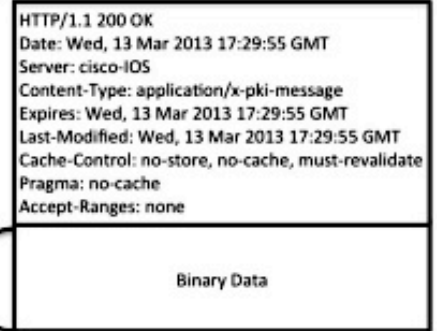 HTTP/1.1 200 OK
Date: Wed, 13 Mar 2013 17:29:55 GMT
Server: cisco-IOS
Content-Type: application/x-pki-message
Expires: Wed, 13 Mar 2013 17:29:55 GMT
Last-Modified: Wed, 13 Mar 2013 17:29:55 GMT
Cache-Control: no-store, no-cache, must-revalidate
Pragma: no-cache
Accept-Ranges: none
Binary Data